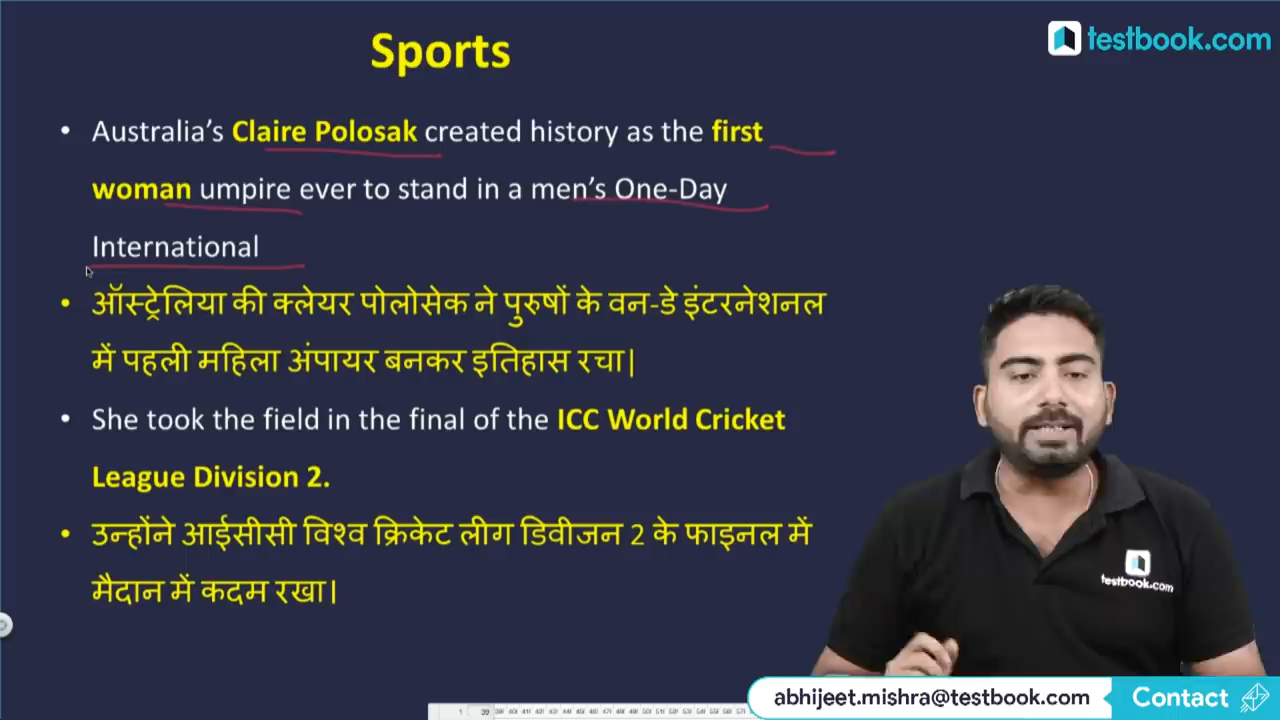 Sports
testbook.com
• Australia's Claire Polosak created history as the first
woman umpire ever to stand in a men's One-Day
International
• ऑस्ट्रेलिया की क्लेयर पोलोसेक ने पुरुषों के वन-डे इंटरनेशनल
में पहली महिला अंपायर बनकर इतिहास रचा|
• She took the field in the final of the ICC World Cricket
League Division 2.
• उन्होंने आईसीसी विश्व क्रिकेट लीग डिवीजन 2 के फाइनल में
मैदान में कदम रखा।
testbook.com
abhijeet.mishra@testbook.com Contact